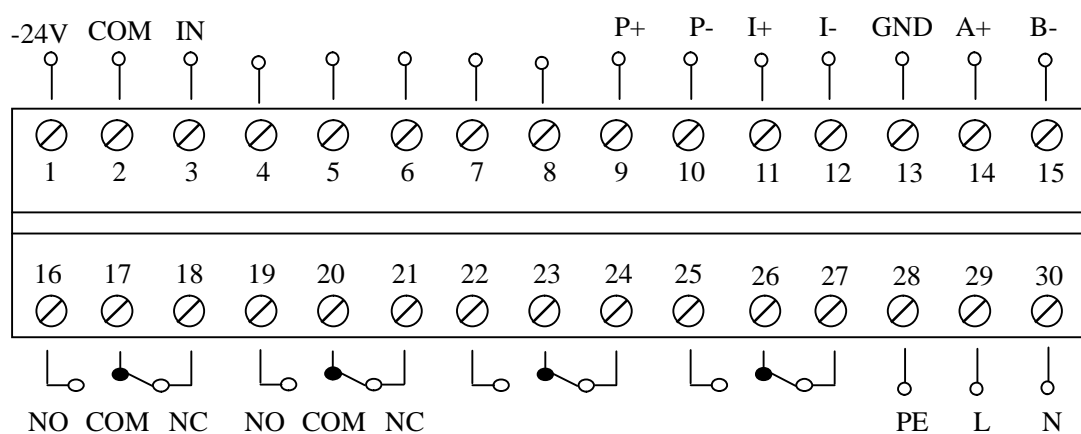 -24V COM IN P+ P- I+ I- GND A+ B-
1 2 3 4 5 6 7 8 9 10 11 12 13 14 15
16 17 18 19 20 21 22 23 24 25 26 27 28 29 30
NO COM NC NO COM NC PE L N